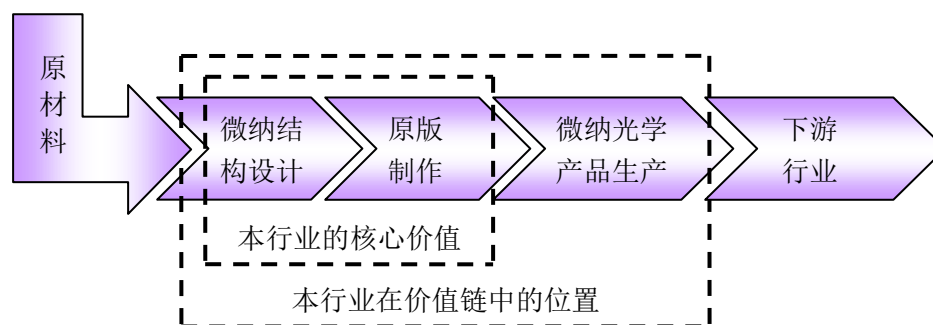 原
材
料
微纳结
构设计
原版
制作
微纳光学
产品生产
下游
行业
本行业的核心价值
本行业在价值链中的位置